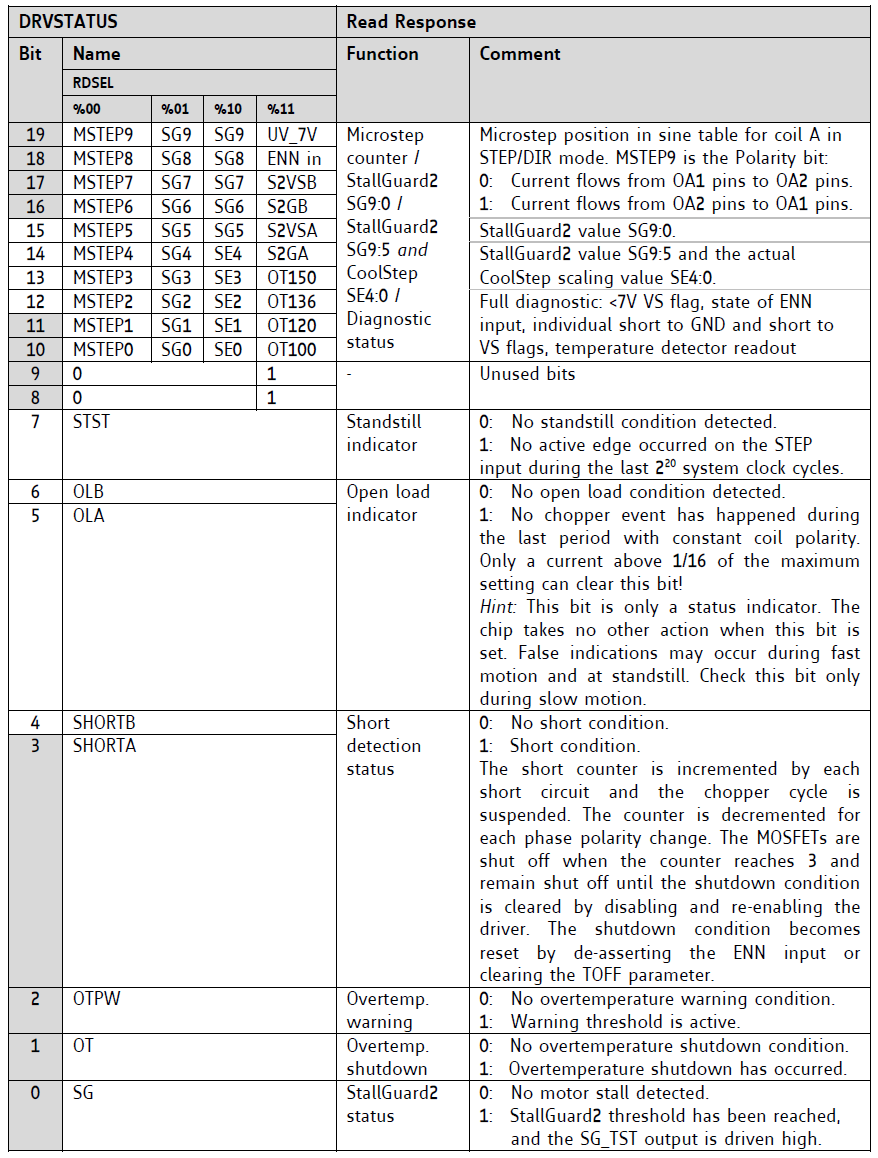 DRVSTATUS Read Response
Bit Name Function Comment
RDSEL
%00 %01 %10 %11
19 MSTEP9 SG9 SG9 UV_7V Microstep Microstep position in sine table for coil A in
18 MSTEP8 SG8 SG8 ENN in counter / STEP/DIR mode. MSTEP9 is the Polarity bit:
17 MSTEP7 SG7 SG7 S2VSB StallGuard2 0: Current flows from OA1 pins to OA2 pins.
16 MSTEP6 SG6 SG6 S2GB SG9:0 / 1: Current flows from OA2 pins to OA1 pins.
15 MSTEP5 SG5 SG5 S2VSA StallGuard2 StallGuard2 value SG9:0.
14 MSTEP4 SG4 SE4 S2GA SG9:5 and StallGuard2 value SG9:5 and the actual
13 MSTEP3 SG3 SE3 OT150 CoolStep CoolStep scaling value SE4:0.
12 MSTEP2 SG2 SE2 OT136 SE4:0 / Full diagnostic: <7V VS flag, state of ENN
11 MSTEP1 SG1 SE1 OT120 Diagnostic input, individual short to GND and short to
10 MSTEP0 SG0 SE0 OT100 status VS flags, temperature detector readout
9 0 1 - Unused bits
8 0 1
7 STST Standstill 0: No standstill condition detected.
indicator 1: No active edge occurred on the STEP
input during the last 2²⁰ system clock cycles.
6 OLB Open load 0: No open load condition detected.
5 OLA indicator 1: No chopper event has happened during
the last period with constant coil polarity.
Only a current above 1/16 of the maximum
setting can clear this bit!
Hint: This bit is only a status indicator. The
chip takes no other action when this bit is
set. False indications may occur during fast
motion and at standstill. Check this bit only
during slow motion.
4 SHORTB Short 0: No short condition.
3 SHORTA detection 1: Short condition.
status The short counter is incremented by each
short circuit and the chopper cycle is
suspended. The counter is decremented for
each phase polarity change. The MOSFETs are
shut off when the counter reaches 3 and
remain shut off until the shutdown condition
is cleared by disabling and re-enabling the
driver. The shutdown condition becomes
reset by de-asserting the ENN input or
clearing the TOFF parameter.
2 OTPW Overtemp. 0: No overtemperature warning condition.
warning 1: Warning threshold is active.
1 OT Overtemp. 0: No overtemperature shutdown condition.
shutdown 1: Overtemperature shutdown has occurred.
0 SG StallGuard2 0: No motor stall detected.
status 1: StallGuard2 threshold has been reached,
and the SG_TST output is driven high.